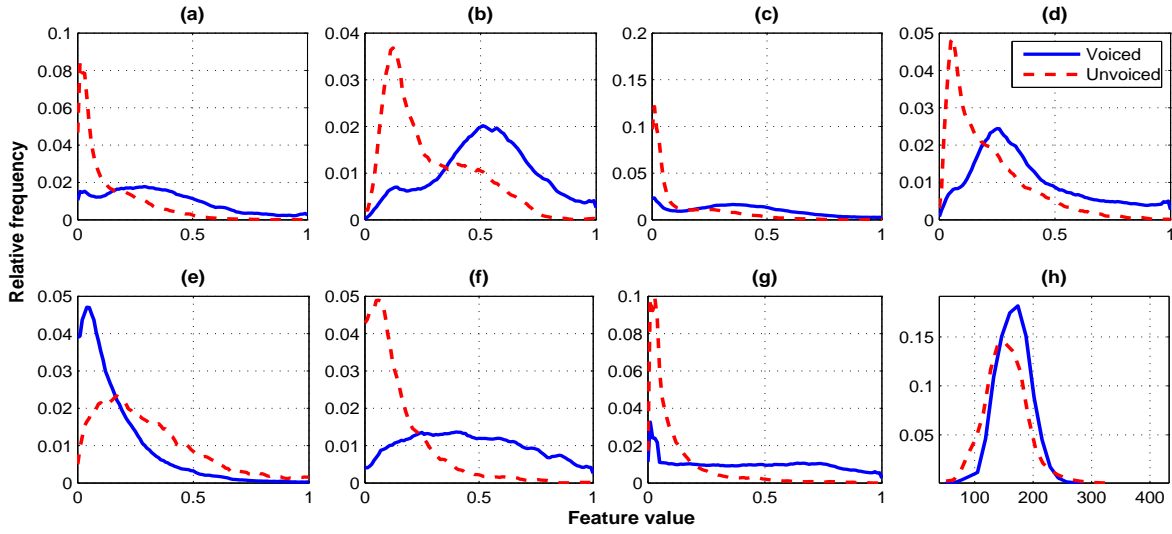 (a) (b) (c) (d)
0.1 0.04 0.2 0.05
Voiced
Unvoiced
0.08 0.03 0.15 0.04
0.06 0.03
0.02 0.1
0.04 0.02
0.01 0.05
0.02 0.01
0 0 0 0
0 0.5 1 0 0.5 1 0 0.5 1 0 0.5 1
Relative frequency
(e) (f) (g) (h)
0.05 0.05 0.1
0.04 0.04 0.08 0.15
0.03 0.03 0.06
0.1
0.02 0.02 0.04
0.01 0.01 0.02 0.05
0 0 0
0 0.5 1 0 0.5 1 0 0.5 1 100 200 300 400
Feature value